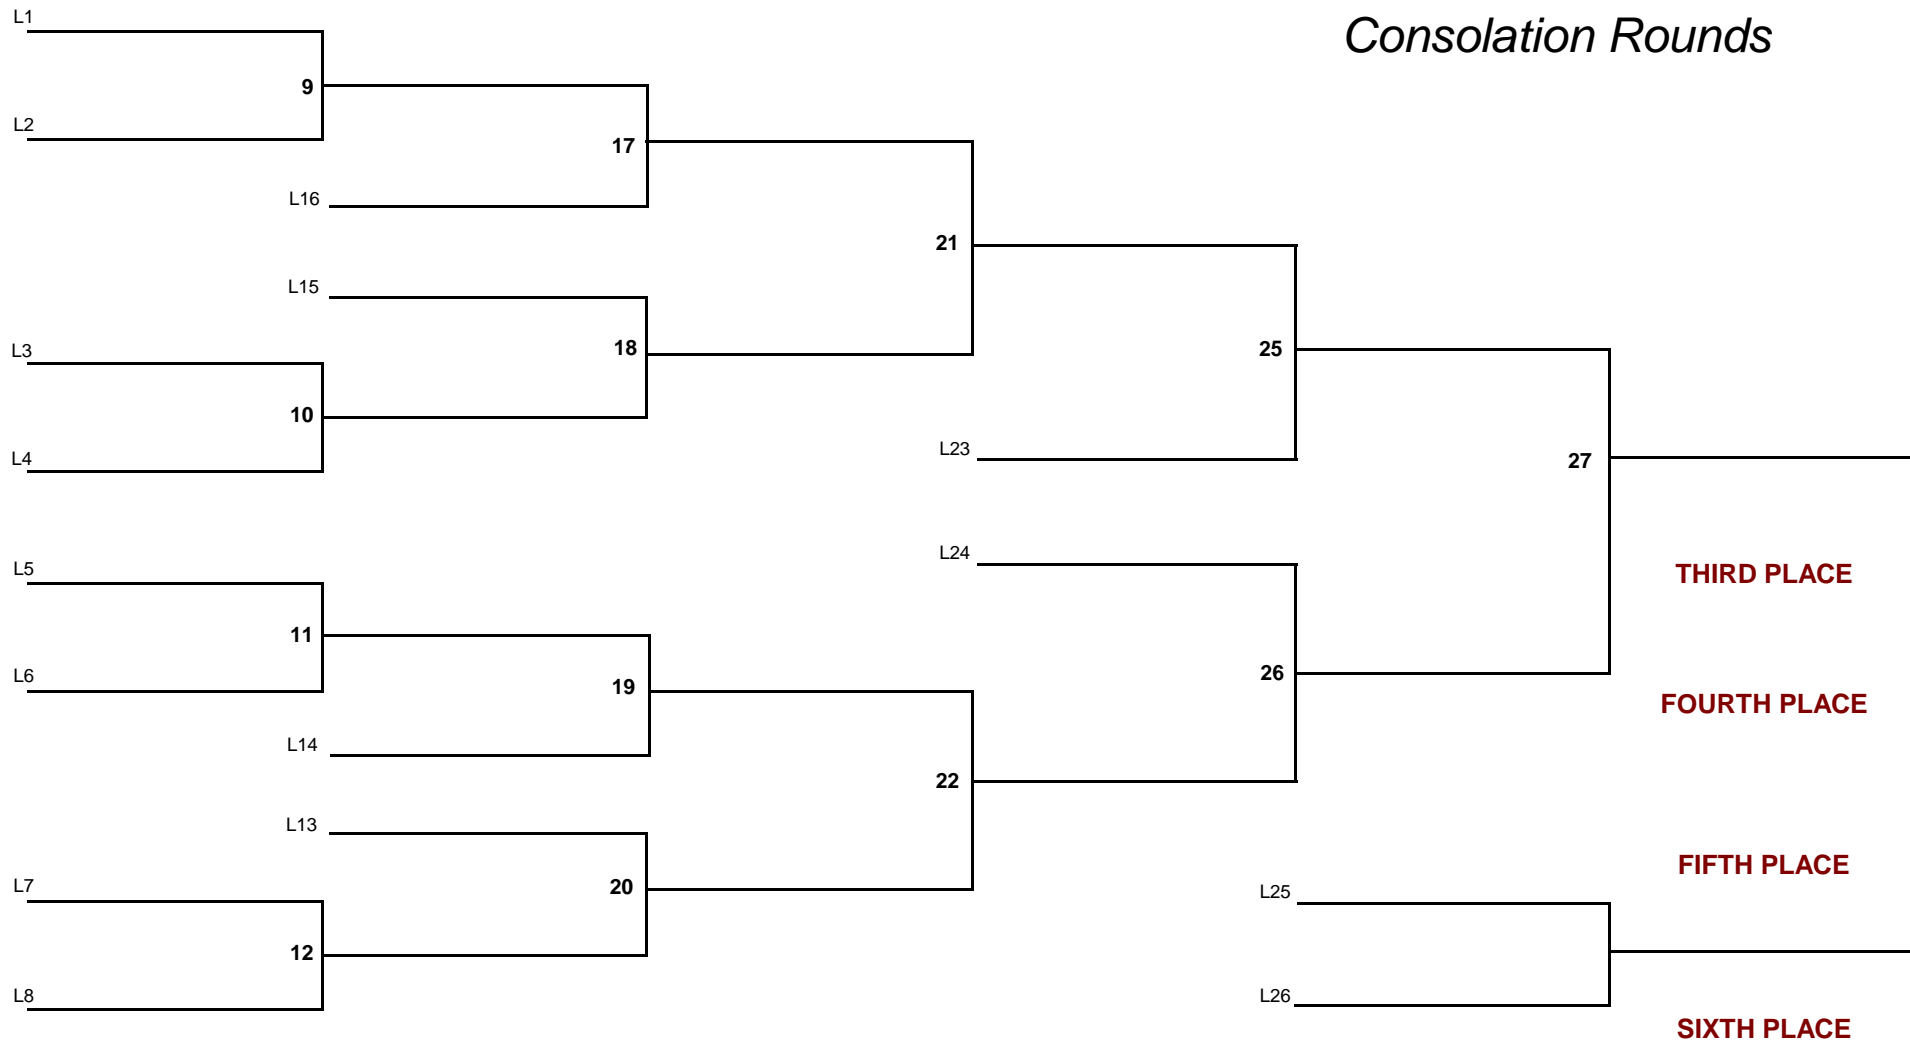 Consolation Rounds
L1
9
L2
17
L16
21
L15
L3
18
25
10
L4
L23
27
L24
L5
THIRD PLACE
11
L6
26
19
FOURTH PLACE
L14
22
L13
FIFTH PLACE
L7
20
L25
12
L8
L26
SIXTH PLACE